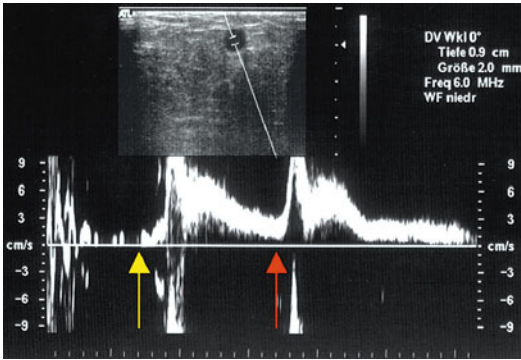 ATL
DV Wkl 0°
Tiefe 0.9 cm
Größe 2.0 mm
Freq 6.0 MHz
WF niedr
9 9
6 6
3 3
cm/s cm/s
-3 -3
-6 -6
-9 -9